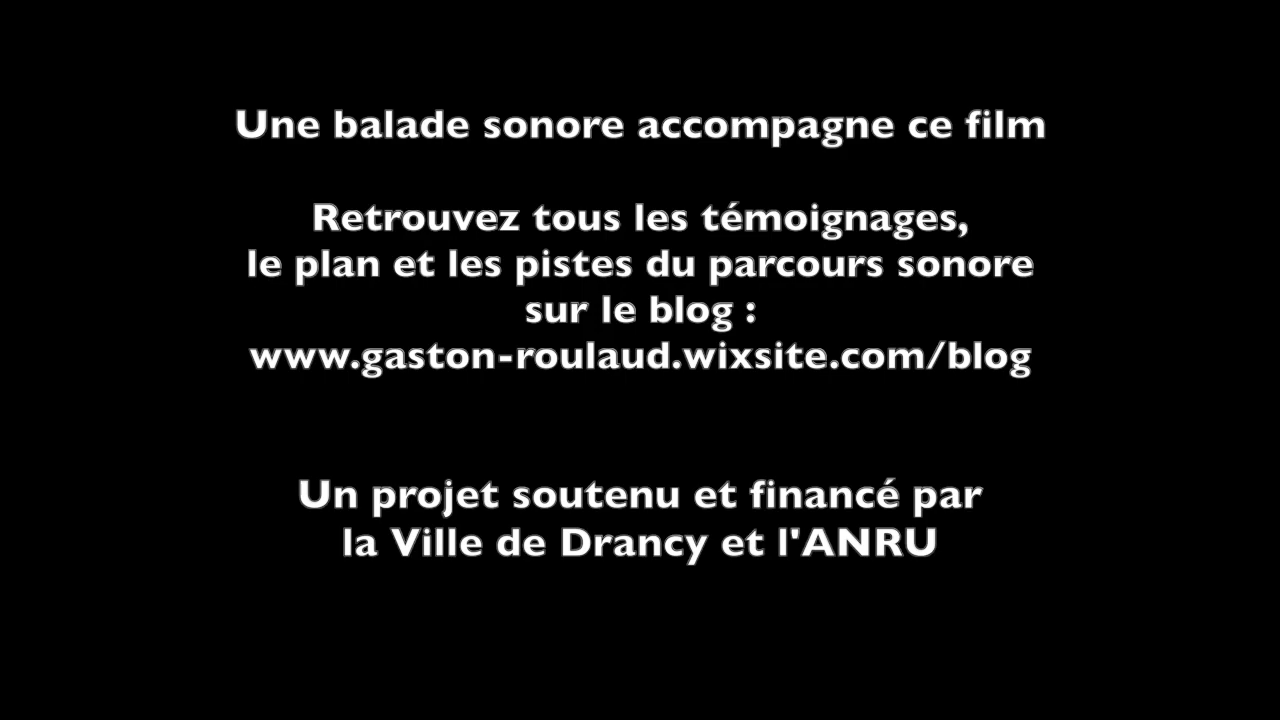 Une balade sonore accompagne ce film
Retrouvez tous les témoignages,
le plan et les pistes du parcours sonore
sur le blog :
www.gaston-roulaud.wixsite.com/blog
Un projet soutenu et financé par
la Ville de Drancy et l'ANRU